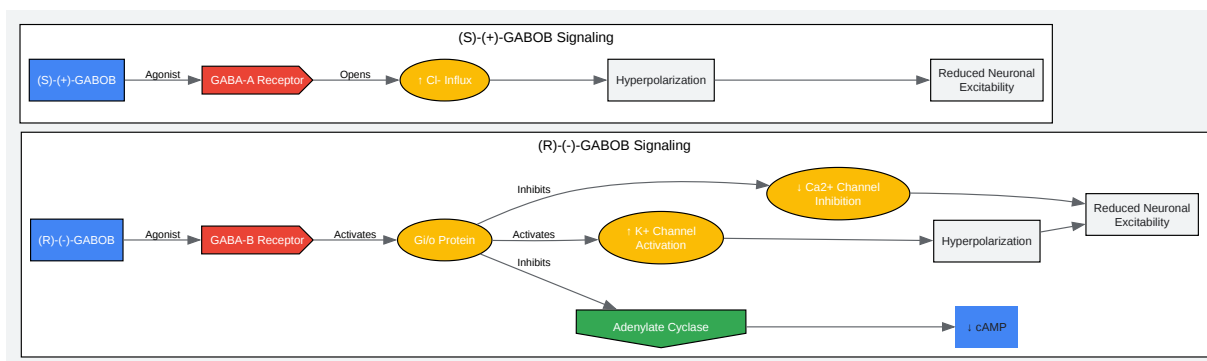 (S)-(+)-GABOB Signaling
(S)-(+)-GABOB
Agonist
GABA-A Receptor
Opens
↑ Cl- Influx
Hyperpolarization
Reduced Neuronal
Excitability
(R)-(-)-GABOB Signaling
(R)-(-)-GABOB
Agonist
GABA-B Receptor
Activates
Gi/o Protein
Inhibits
↓ Ca2+ Channel
Inhibition
Activates
↑ K+ Channel
Activation
Hyperpolarization
Reduced Neuronal
Excitability
Inhibits
Adenylate Cyclase
↓ cAMP